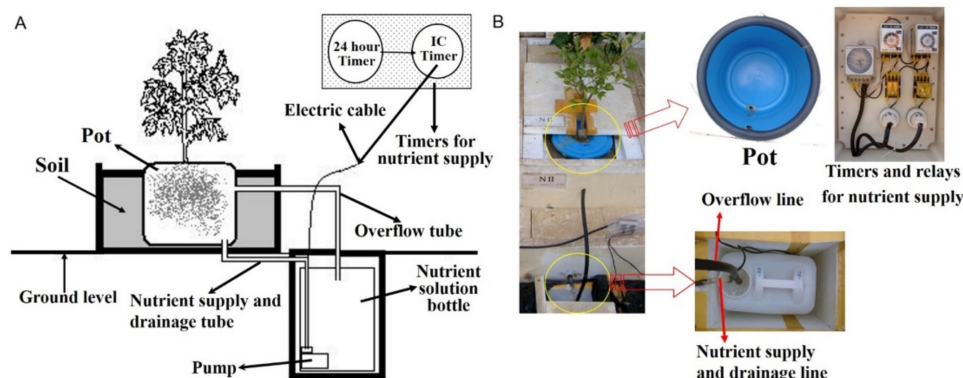 A
24 hour
Timer
IC
Timer
Electric cable
Timers for
nutrient supply
Pot
Soil
Overflow tube
Nutrient
solution
bottle
Ground level
Nutrient supply and
drainage tube
Pump
B
N I
N II
Pot
Timers and relays
for nutrient supply
Overflow line
Nutrient supply
and drainage line